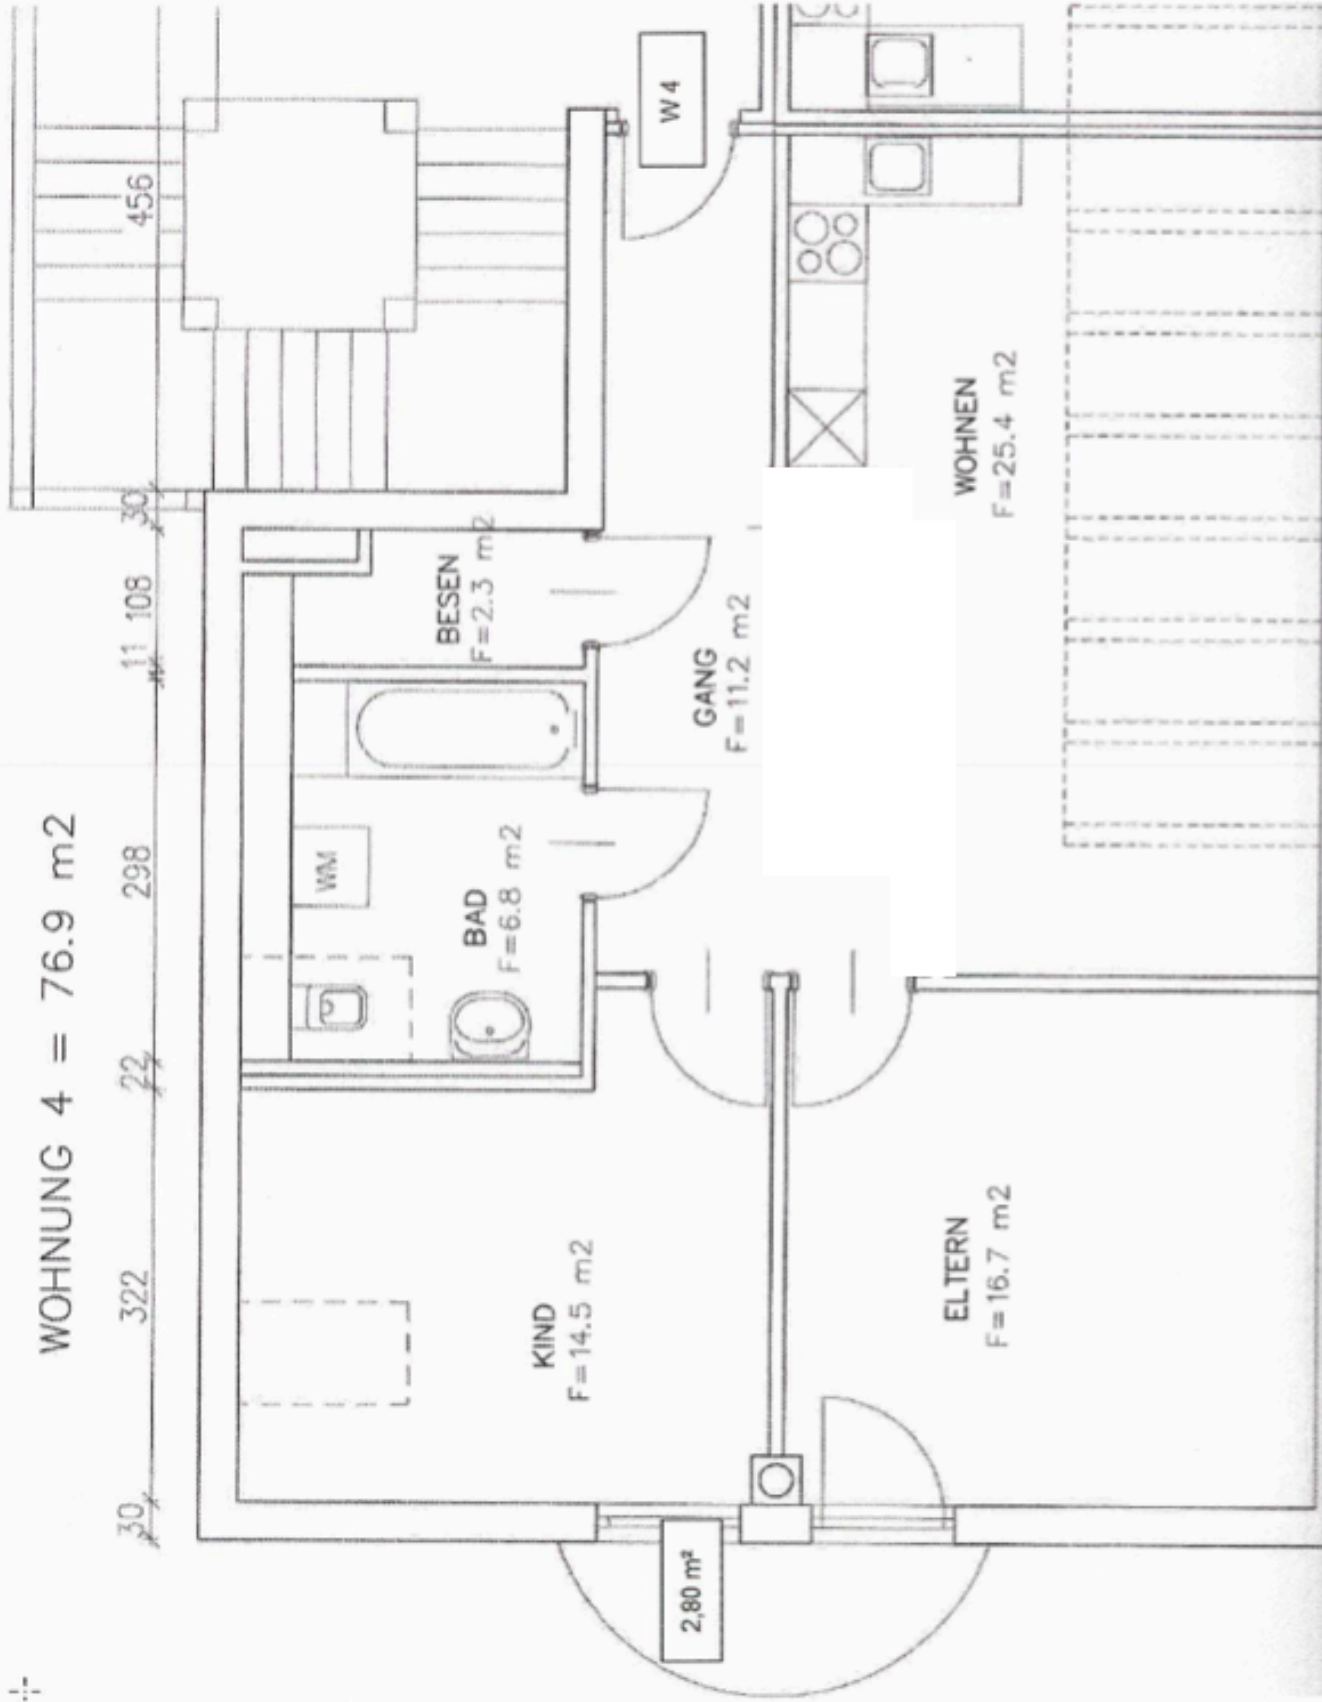 WOHNUNG 4 = 76.9 m2
30
322
22
298
11
108
30
456
W 4
BESEN
F=2.3 m2
WM
BAD
F=6.8 m2
GANG
F=11.2 m2
WOHNEN
F=25.4 m2
KIND
F=14.5 m2
ELTERN
F=16.7 m2
2,80 m²